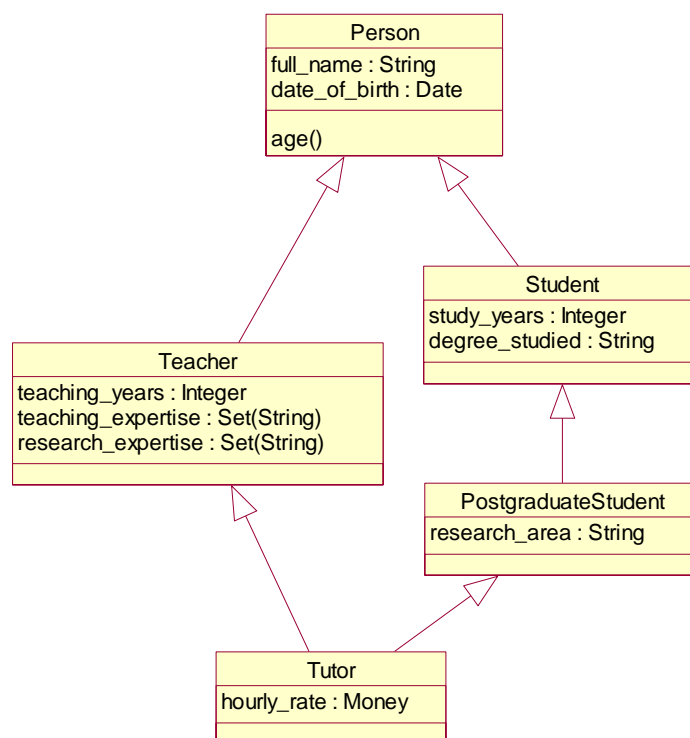 Person
full_name : String
date_of_birth : Date
age()
Student
study_years : Integer
degree_studied : String
Teacher
teaching_years : Integer
teaching_expertise : Set(String)
research_expertise : Set(String)
PostgraduateStudent
research_area : String
Tutor
hourly_rate : Money